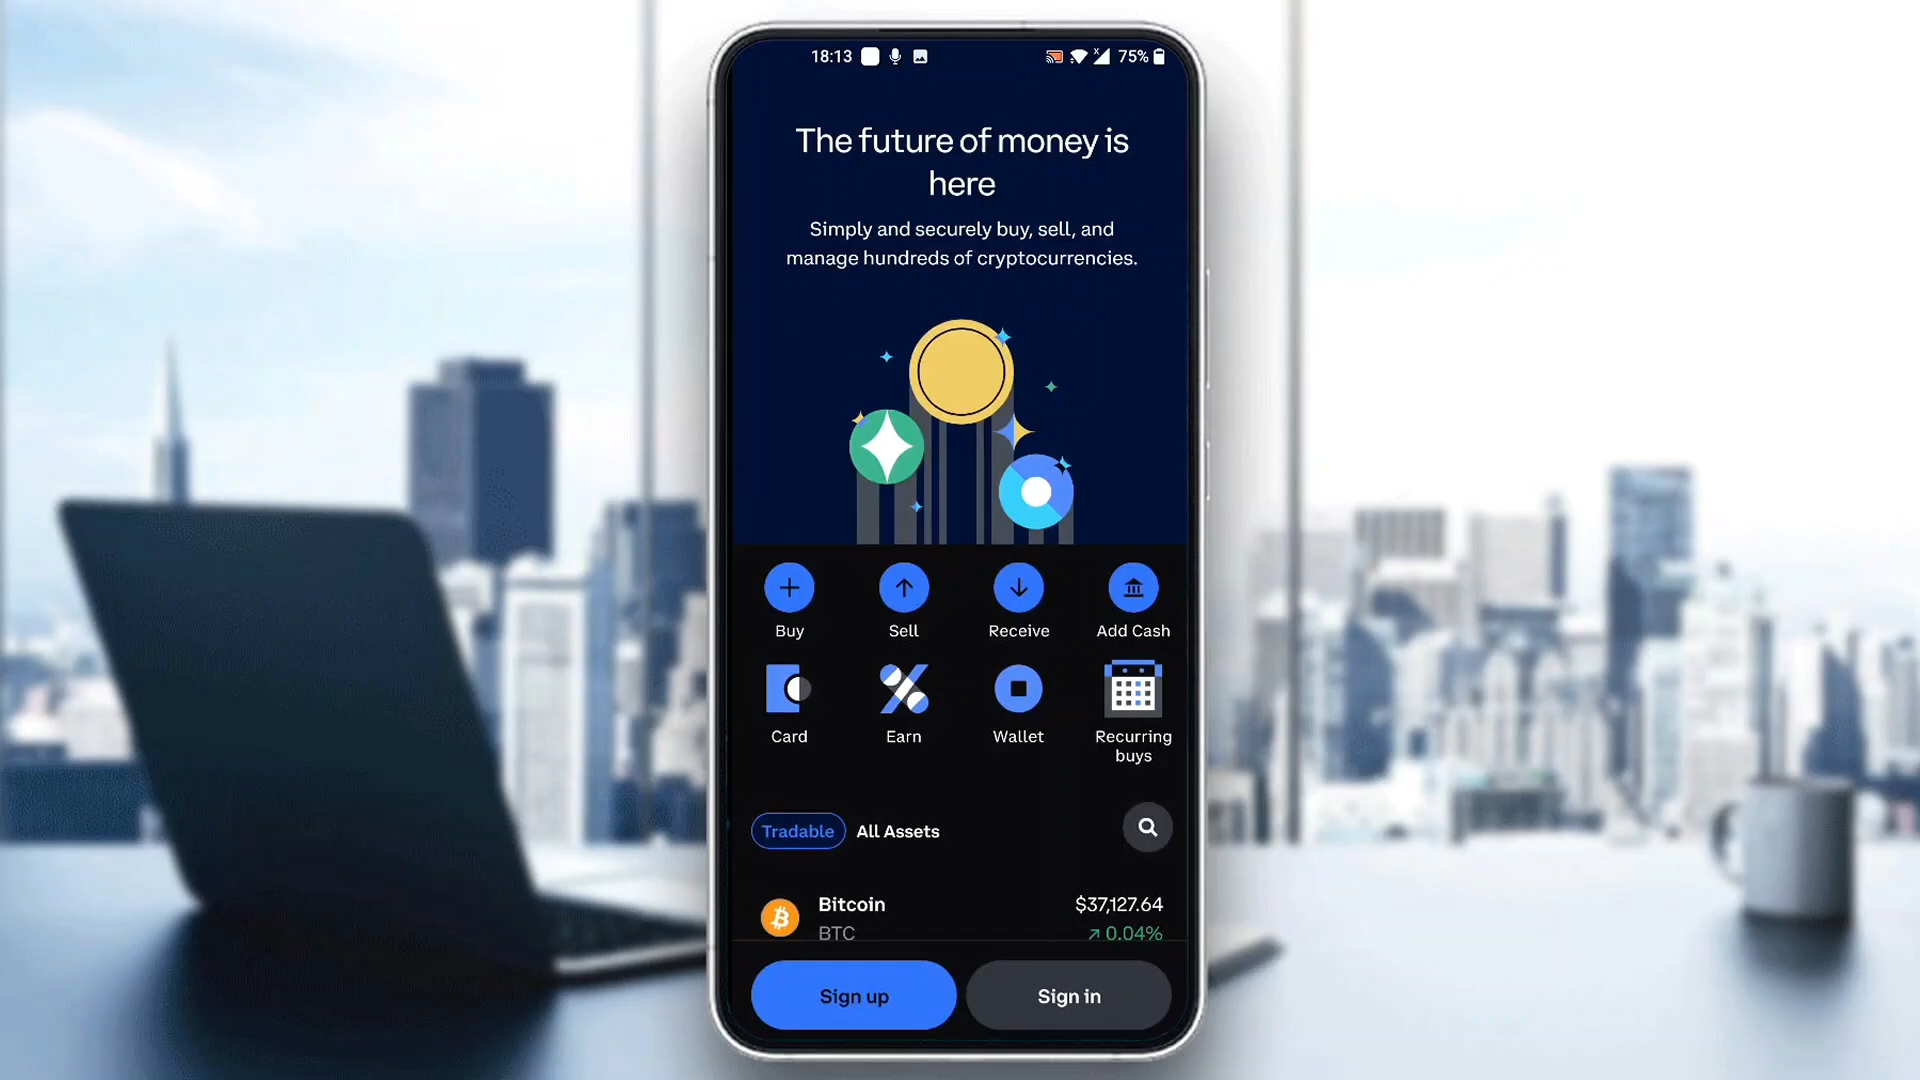 18:13 75%
The future of money is
here
Simply and securely buy, sell, and
manage hundreds of cryptocurrencies.
Buy Sell Receive Add Cash
Card Earn Wallet Recurring
buys
Tradable All Assets
Bitcoin $37,127.64
BTC ↗ 0.04%
Sign up Sign in